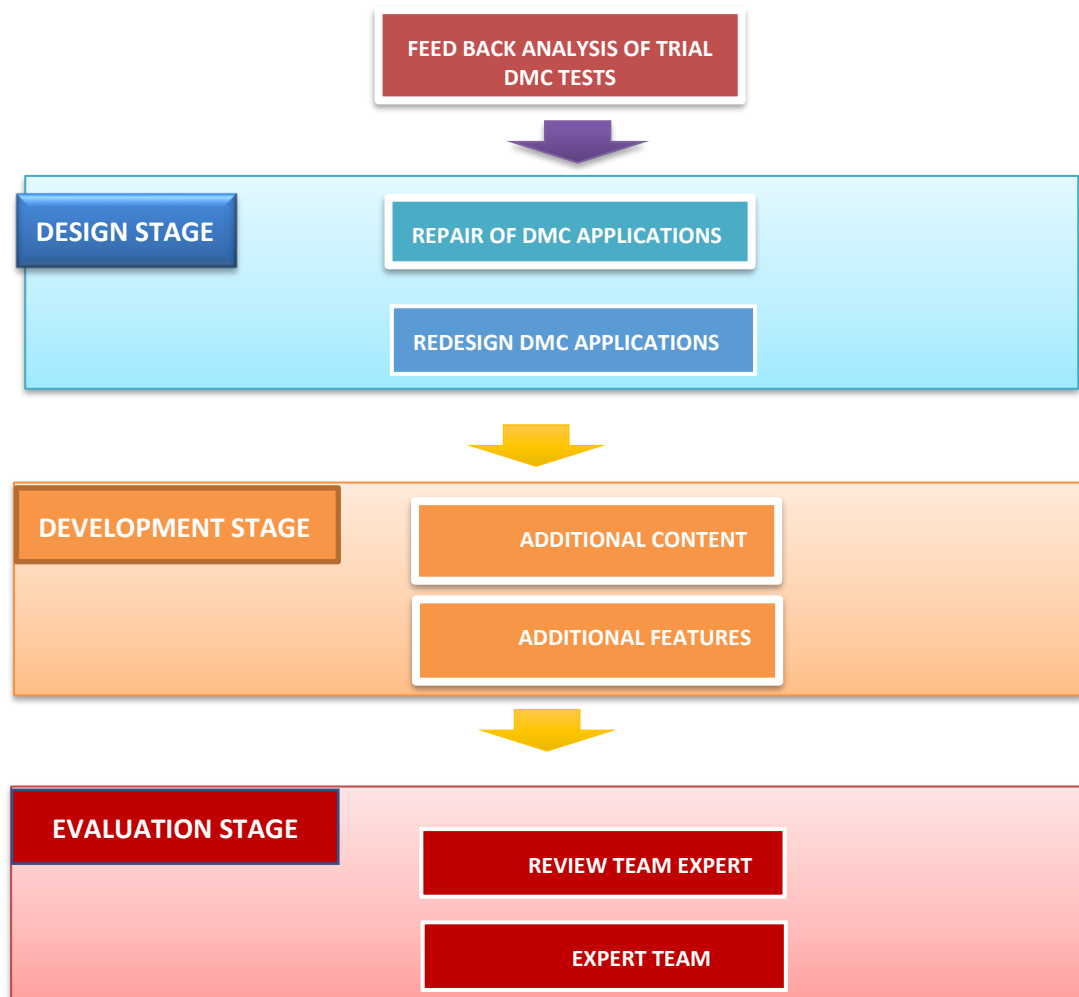 FEED BACK ANALYSIS OF TRIAL
DMC TESTS
DESIGN STAGE
REPAIR OF DMC APPLICATIONS
REDESIGN DMC APPLICATIONS
DEVELOPMENT STAGE
ADDITIONAL CONTENT
ADDITIONAL FEATURES
EVALUATION STAGE
REVIEW TEAM EXPERT
EXPERT TEAM